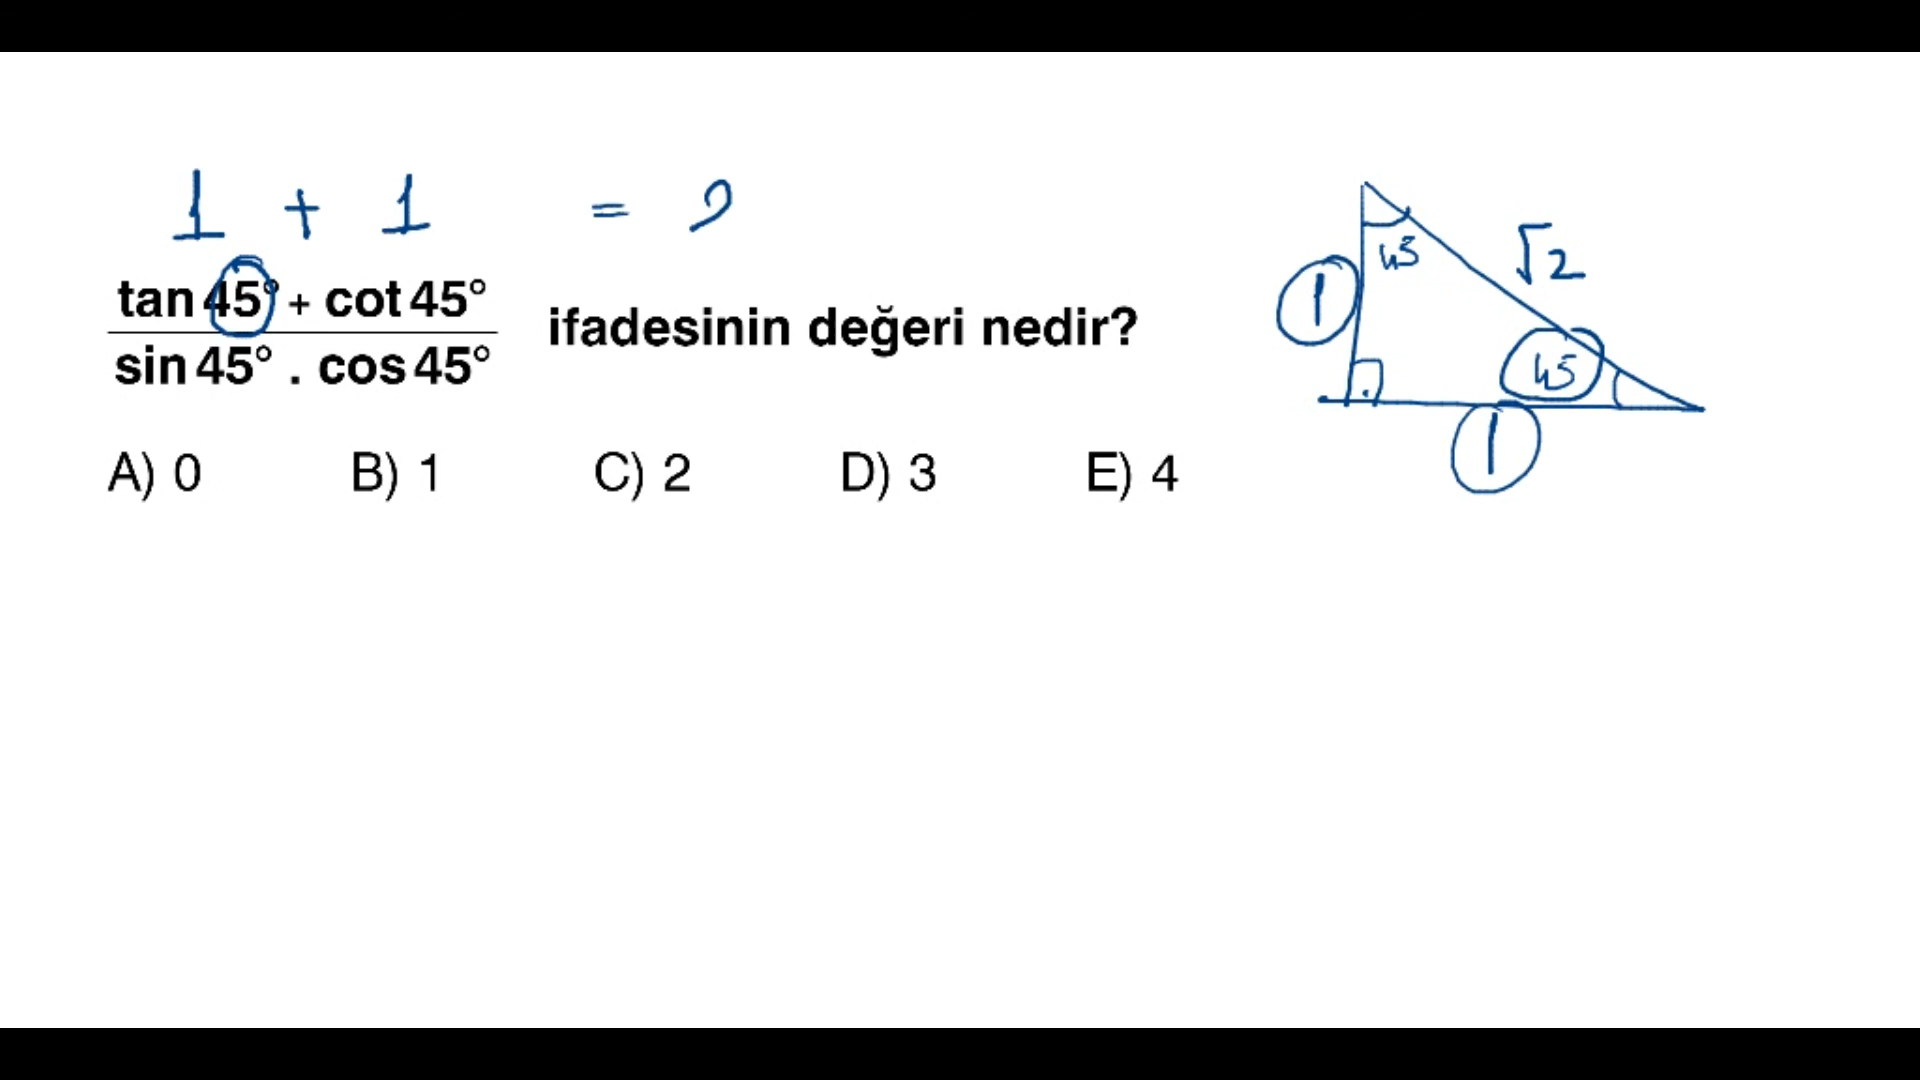 1 + 1 = 2
tan 45° + cot 45°
sin 45° . cos 45°
ifadesinin değeri nedir?
A) 0 B) 1 C) 2 D) 3 E) 4
45
√2
1
45
1